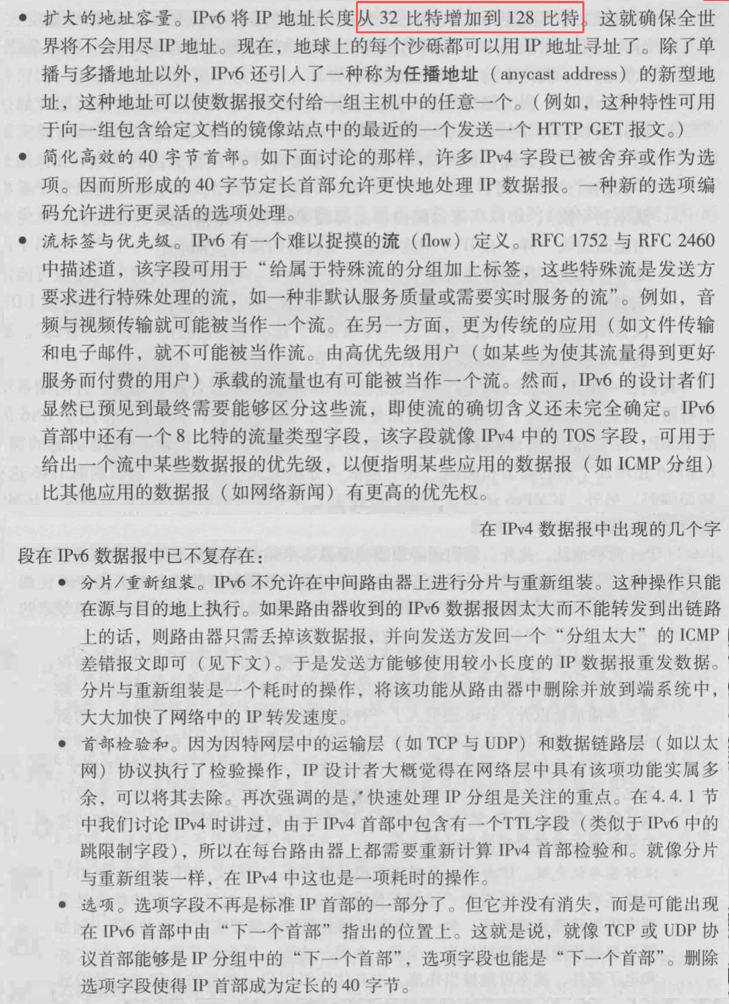 ● 扩大的地址容量。IPv6 将 IP 地址长度从 32 比特增加到 128 比特。这就确保全世
界将不会用尽 IP 地址。现在，地球上的每个沙砾都可以用 IP 地址寻址了。除了单
播与多播地址以外，IPv6 还引入了一种称为任播地址（anycast address）的新型地
址，这种地址可以使数据报交付给一组主机中的任意一个。（例如，这种特性可用
于向一组包含给定文档的镜像站点中的最近的一个发送一个 HTTP GET 报文。）
● 简化高效的 40 字节首部。如下面讨论的那样，许多 IPv4 字段已被舍弃或作为选
项。因而所形成的 40 字节定长首部允许更快地处理 IP 数据报。一种新的选项编
码允许进行更灵活的选项处理。
● 流标签与优先级。IPv6 有一个难以捉摸的流（flow）定义。RFC 1752 与 RFC 2460
中描述道，该字段可用于“给属于特殊流的分组加上标签，这些特殊流是发送方
要求进行特殊处理的流，如一种非默认服务质量或需要实时服务的流”。例如，音
频与视频传输就可能被当作一个流。在另一方面，更为传统的应用（如文件传输
和电子邮件，就不可能被当作流。由高优先级用户（如某些为使其流量得到更好
服务而付费的用户）承载的流量也有可能被当作一个流。然而，IPv6 的设计者们
显然已预见到最终需要能够区分这些流，即使流的确切含义还未完全确定。IPv6
首部中还有一个 8 比特的流量类型字段，该字段就像 IPv4 中的 TOS 字段，可用于
给出一个流中某些数据报的优先级，以便指明某些应用的数据报（如 ICMP 分组）
比其他应用的数据报（如网络新闻）有更高的优先权。
在 IPv4 数据报中出现的几个字
段在 IPv6 数据报中已不复存在：
● 分片/重新组装。IPv6 不允许在中间路由器上进行分片与重新组装。这种操作只能
在源与目的地上执行。如果路由器收到的 IPv6 数据报因太大而不能转发到出链路
上的话，则路由器只需丢掉该数据报，并向发送方发回一个“分组太大”的 ICMP
差错报文即可（见下文）。于是发送方能够使用较小长度的 IP 数据报重发数据。
分片与重新组装是一个耗时的操作，将该功能从路由器中删除并放到端系统中，
大大加快了网络中的 IP 转发速度。
● 首部检验和。因为因特网层中的运输层（如 TCP 与 UDP）和数据链路层（如以太
网）协议执行了检验操作，IP 设计者大概觉得在网络层中具有该项功能实属多
余，可以将其去除。再次强调的是，快速处理 IP 分组是关注的重点。在 4.4.1 节
中我们讨论 IPv4 时讲过，由于 IPv4 首部中包含有一个TTL字段（类似于 IPv6 中的
跳限制字段），所以在每台路由器上都需要重新计算 IPv4 首部检验和。就像分片
与重新组装一样，在 IPv4 中这也是一项耗时的操作。
● 选项。选项字段不再是标准 IP 首部的一部分了。但它并没有消失，而是可能出现
在 IPv6 首部中由“下一个首部”指出的位置上。这就是说，就像 TCP 或 UDP 协
议首部能够是 IP 分组中的“下一个首部”，选项字段也能是“下一个首部”。删除
选项字段使得 IP 首部成为定长的 40 字节。